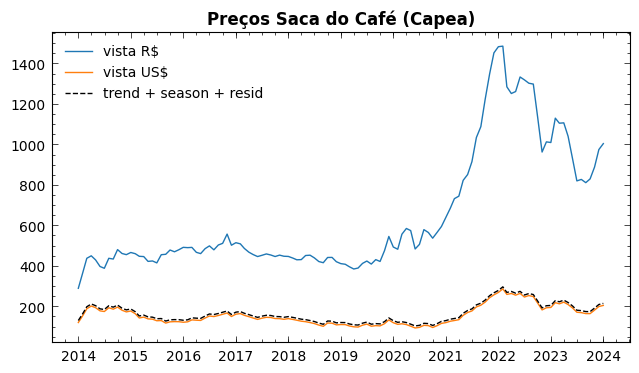 Preços Saca do Café (Capea)
vista R$
vista US$
trend + season + resid
1400
1200
1000
800
600
400
200
2014 2015 2016 2017 2018 2019 2020 2021 2022 2023 2024